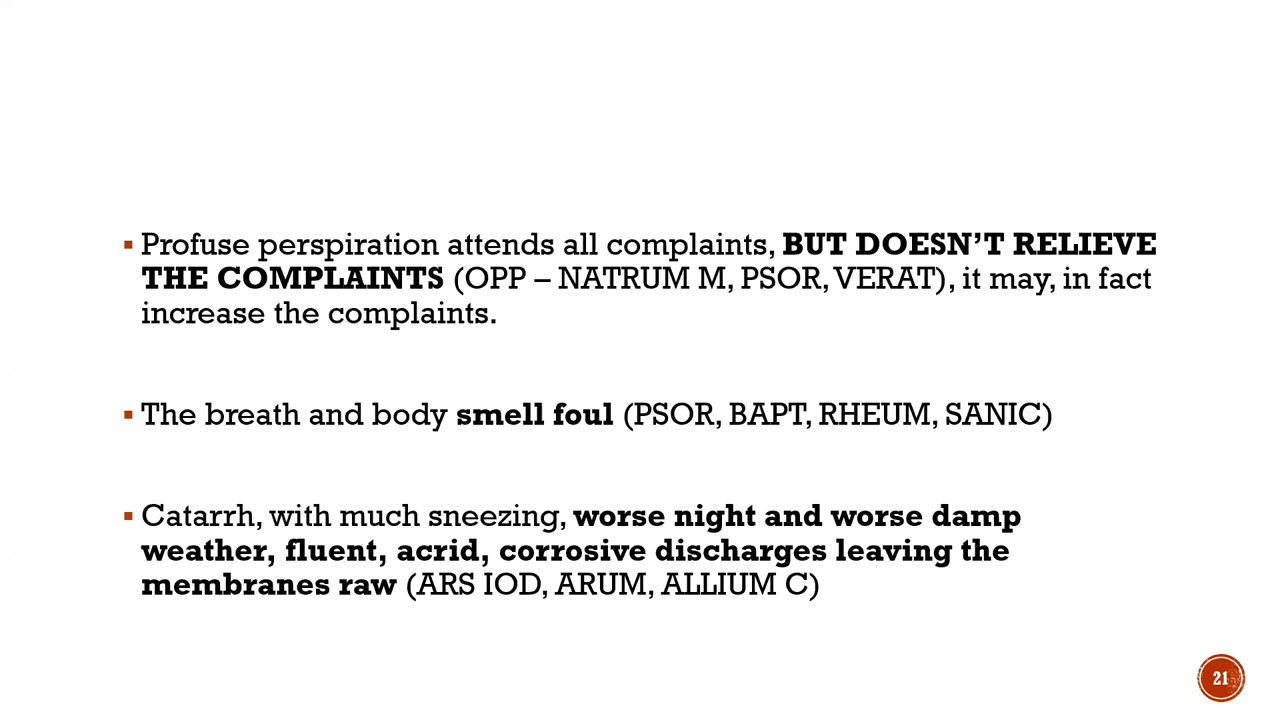 ▪ Profuse perspiration attends all complaints, BUT DOESN’T RELIEVE
THE COMPLAINTS (OPP – NATRUM M, PSOR, VERAT), it may, in fact
increase the complaints.
▪ The breath and body smell foul (PSOR, BAPT, RHEUM, SANIC)
▪ Catarrh, with much sneezing, worse night and worse damp
weather, fluent, acrid, corrosive discharges leaving the
membranes raw (ARS IOD, ARUM, ALLIUM C)
21